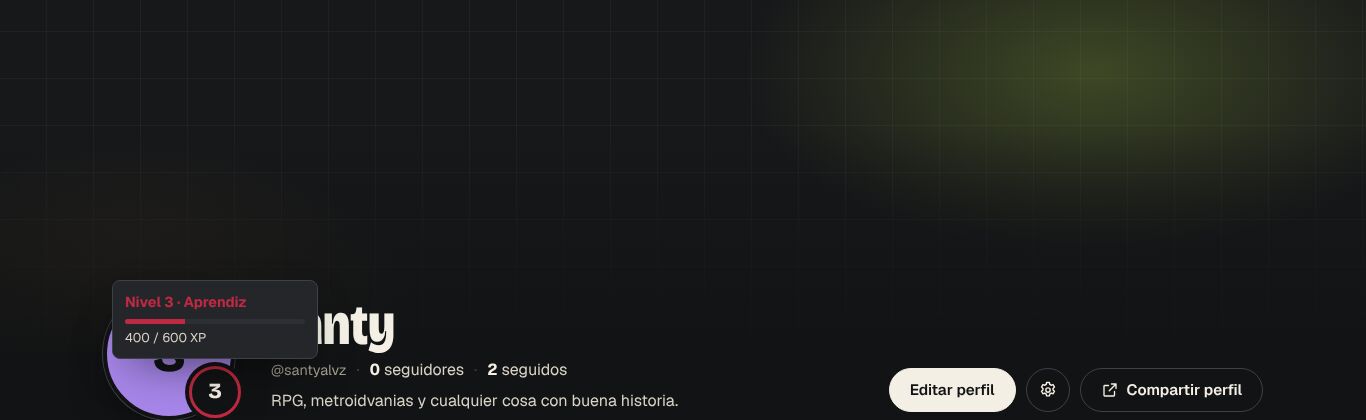 Nivel 3 · Aprendiz
400 / 600 XP
anty
3
@santyalvz · 0 seguidores · 2 seguidos
RPG, metroidvanias y cualquier cosa con buena historia.
Editar perfil
Compartir perfil